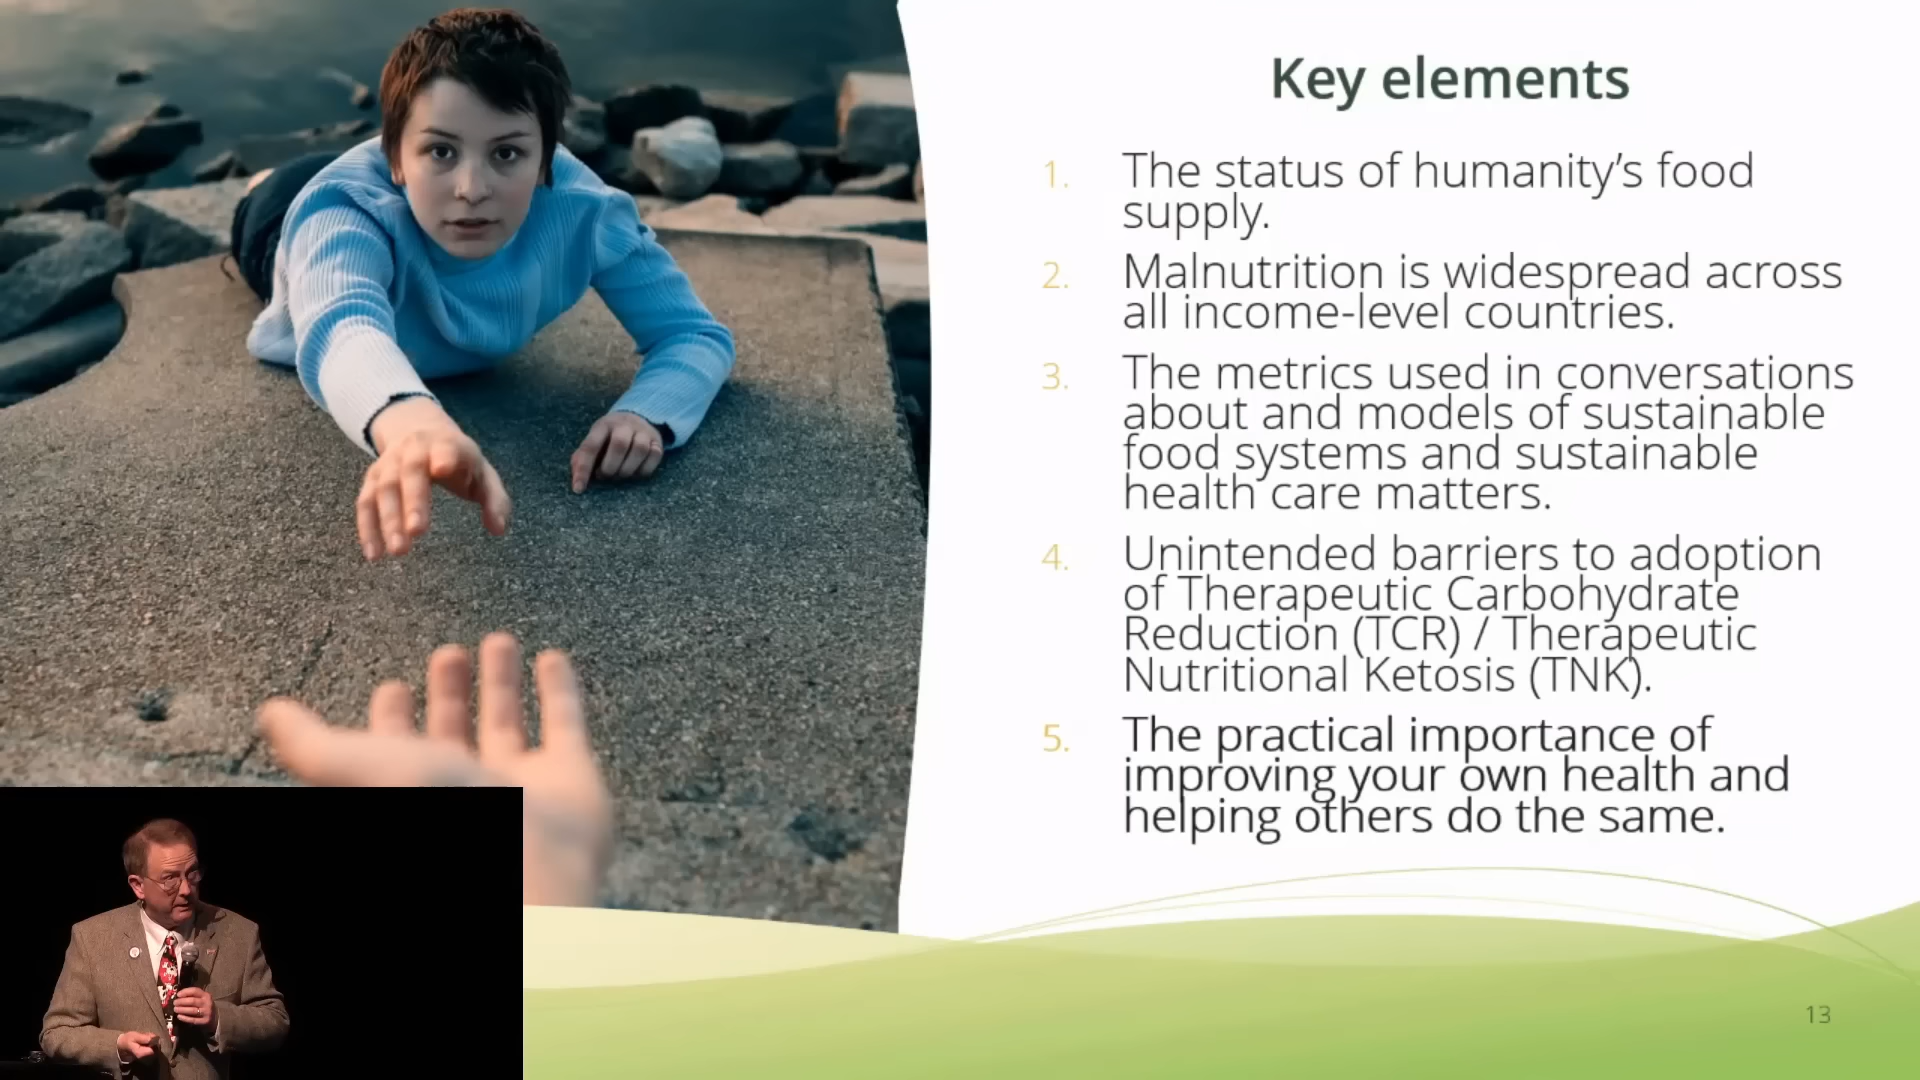 Key elements
1. The status of humanity’s food
supply.
2. Malnutrition is widespread across
all income-level countries.
3. The metrics used in conversations
about and models of sustainable
food systems and sustainable
health care matters.
4. Unintended barriers to adoption
of Therapeutic Carbohydrate
Reduction (TCR) / Therapeutic
Nutritional Ketosis (TNK).
5. The practical importance of
improving your own health and
helping others do the same.
13